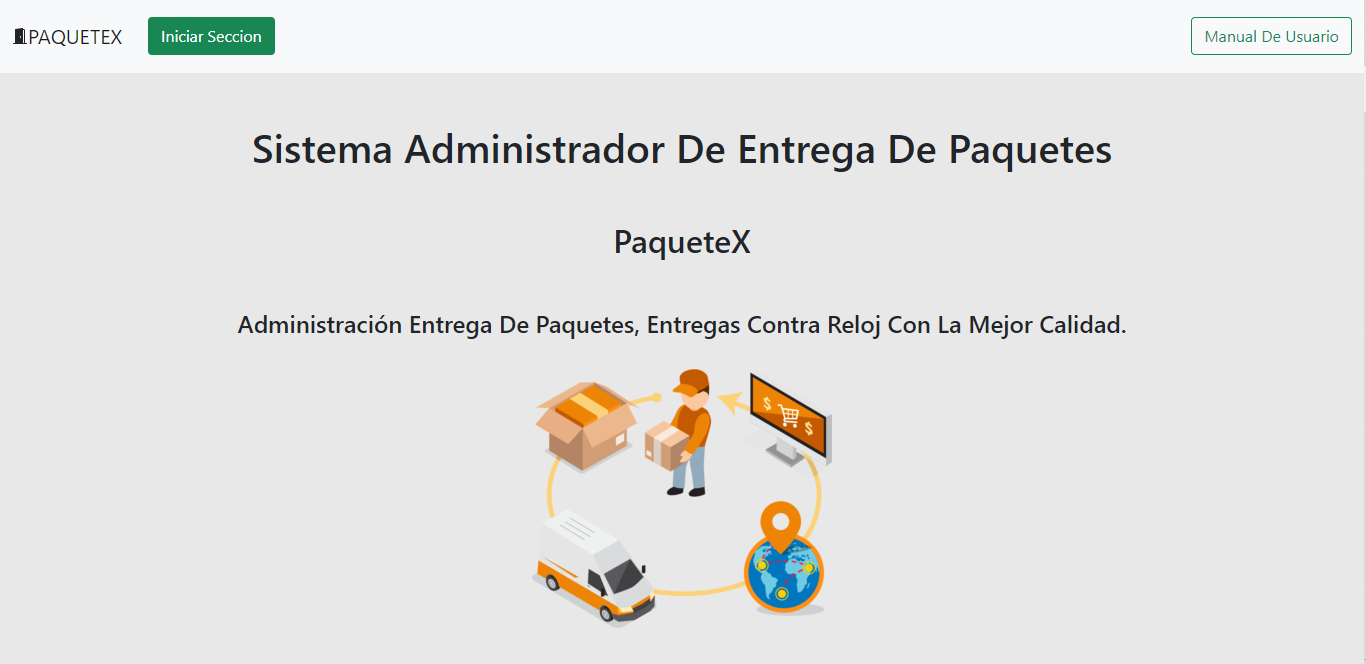 PAQUETEX
Iniciar Seccion
Manual De Usuario
Sistema Administrador De Entrega De Paquetes
PaqueteX
Administración Entrega De Paquetes, Entregas Contra Reloj Con La Mejor Calidad.
$
$